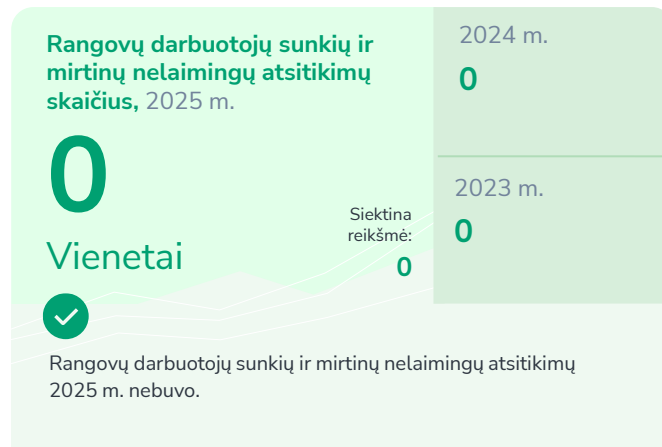 Rangovų darbuotojų sunkių ir
mirtinų nelaimingų atsitikimų
skaičius, 2025 m.
0
Vienetai
Siektina
reikšmė:
0
2024 m.
0
2023 m.
0
Rangovų darbuotojų sunkių ir mirtinų nelaimingų atsitikimų
2025 m. nebuvo.